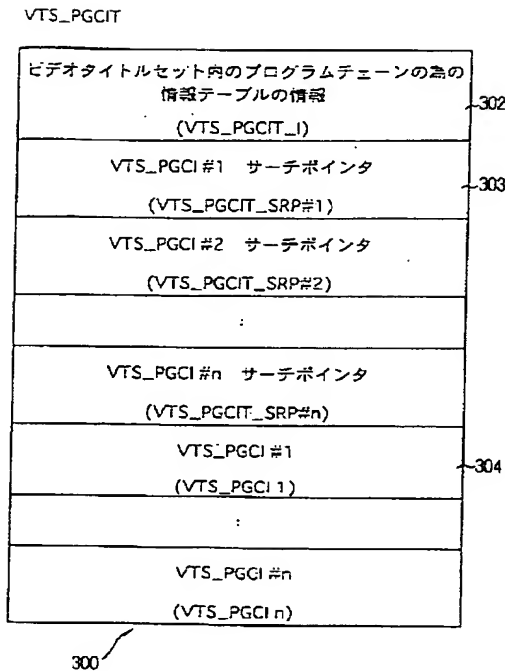 VTS_PGCIT
ビデオタイトルセット内のプログラムチェーンの為の
情報テーブルの情報
(VTS_PGCIT_I)
302
VTS_PGCI #1 サーチポインタ
(VTS_PGCIT_SRP#1)
303
VTS_PGCI #2 サーチポインタ
(VTS_PGCIT_SRP#2)
:
VTS_PGCI #n サーチポインタ
(VTS_PGCIT_SRP#n)
VTS_PGCI #1
(VTS_PGCI 1)
304
:
VTS_PGCI #n
(VTS_PGCI n)
300